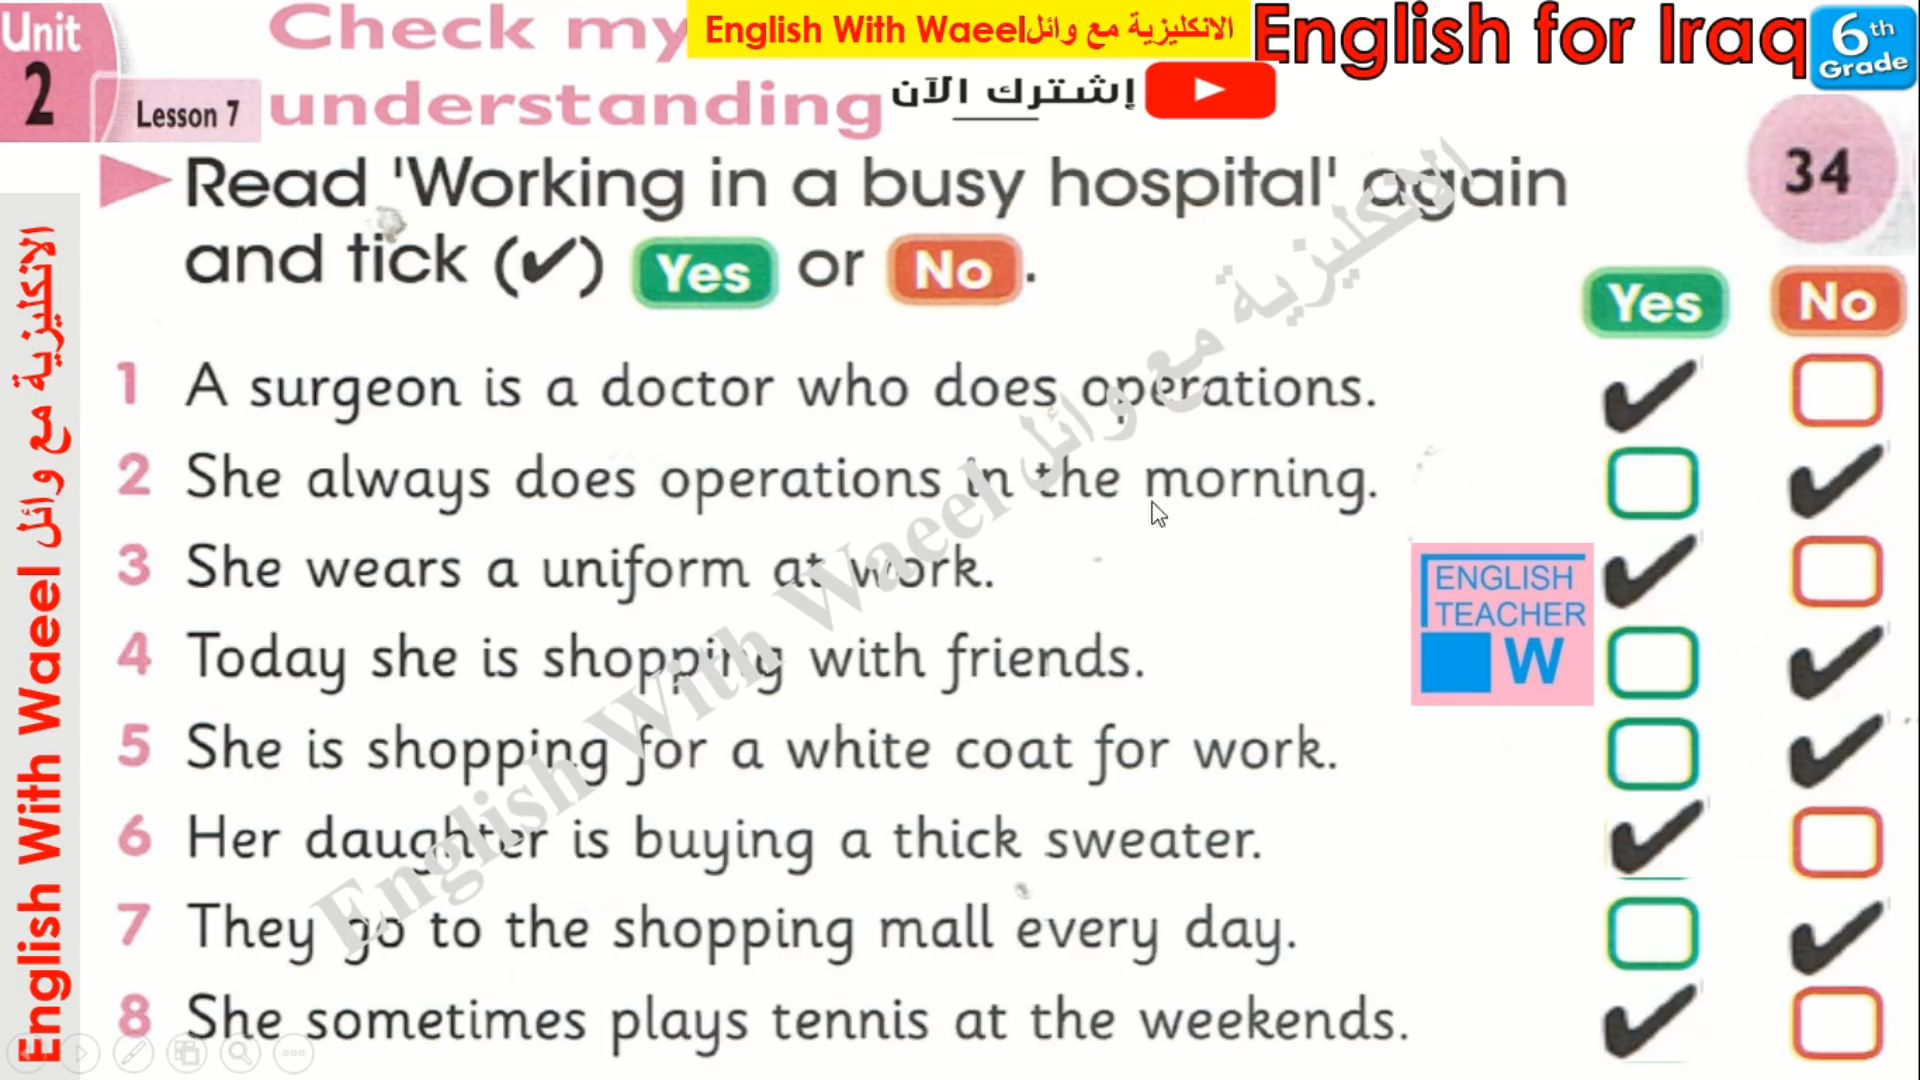 Unit
2
Lesson 7
Check my
understanding
English With Waeelالانكليزية مع وائل
إشترك الآن
English for Iraq
6th
Grade
34
Read 'Working in a busy hospital' again
and tick (✔) Yes or No.
Yes No
1 A surgeon is a doctor who does operations. ✔
2 She always does operations in the morning. ✔
3 She wears a uniform at work. ✔
4 Today she is shopping with friends. ✔
5 She is shopping for a white coat for work. ✔
6 Her daughter is buying a thick sweater. ✔
7 They go to the shopping mall every day. ✔
8 She sometimes plays tennis at the weekends. ✔
ENGLISH
TEACHER
W
English With Waeel الانكليزية مع وائل
English With Waeel الانكليزية مع وائل